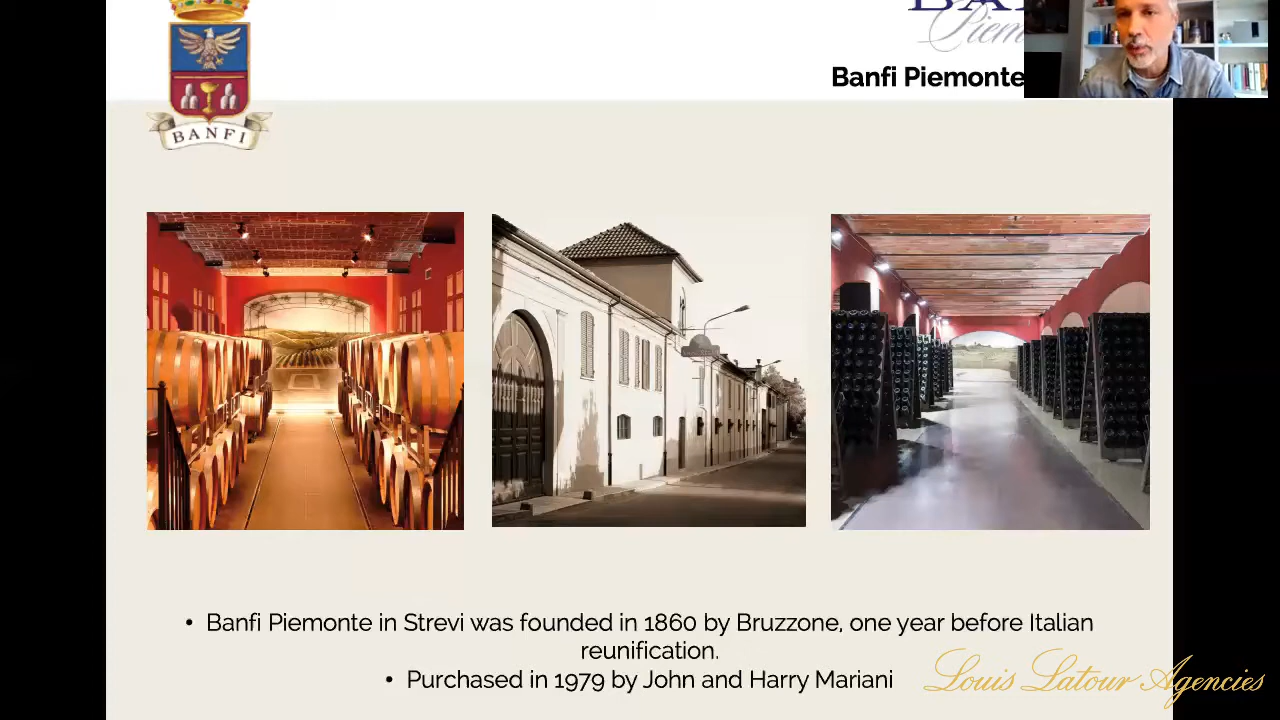 BANFI
Banfi Piemonte
• Banfi Piemonte in Strevi was founded in 1860 by Bruzzone, one year before Italian
reunification.
• Purchased in 1979 by John and Harry Mariani
Louis Latour Agencies